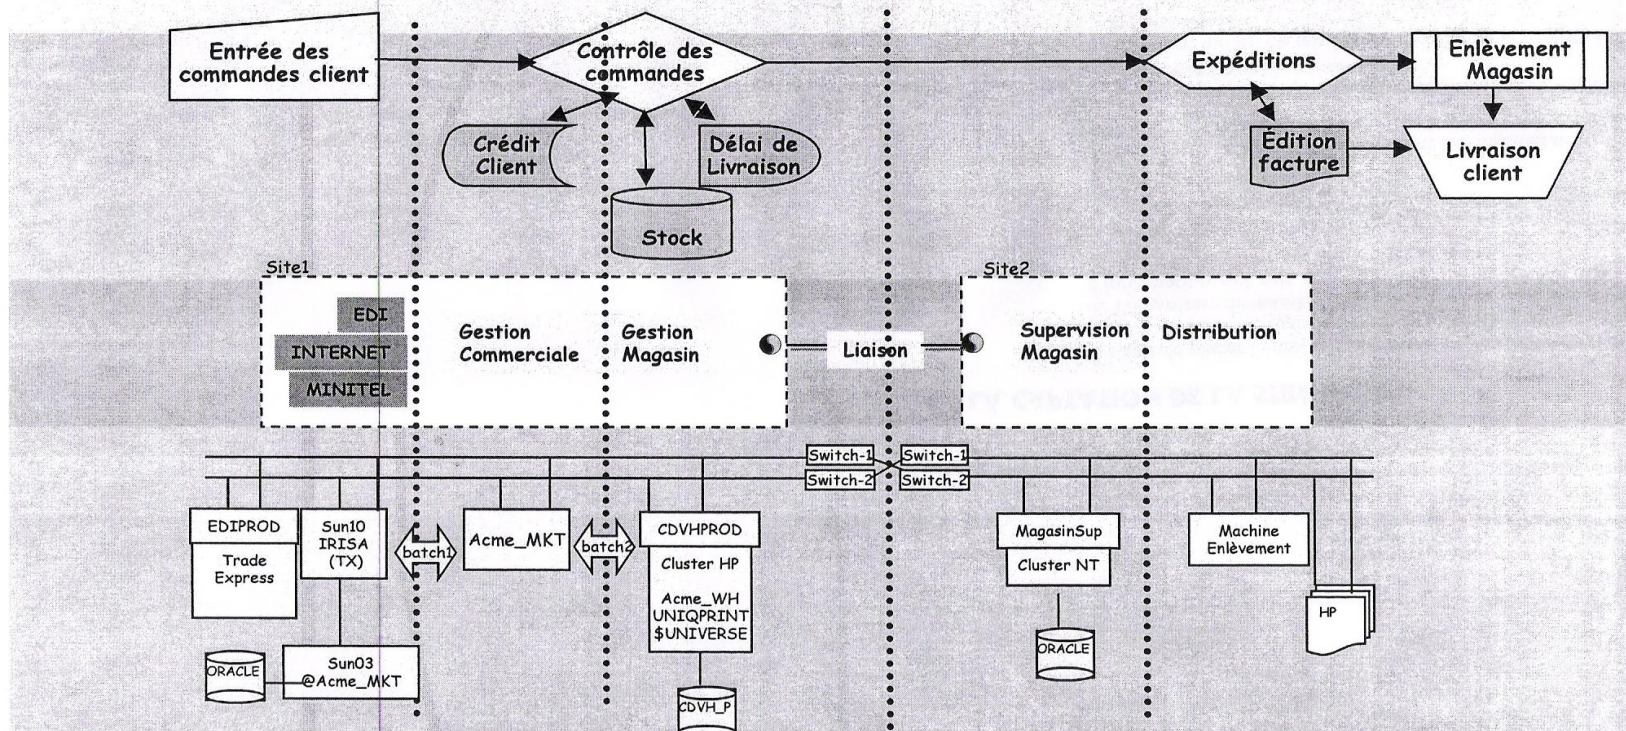 Entrée des
commandes client
Contrôle des
commandes
Expéditions
Enlèvement
Magasin
Crédit
Client
Délai de
Livraison
Stock
Édition
facture
Livraison
client
Site1
EDI
INTERNET
MINITEL
Gestion
Commerciale
Gestion
Magasin
Liaison
Site2
Supervision
Magasin
Distribution
Switch-1
Switch-2
Switch-1
Switch-2
EDIPROD
Trade
Express
Sun10
IRISA
(TX)
batch1
Acme_MKT
batch2
CDVHPROD
Cluster HP
Acme_WH
UNIQPRINT
$UNIVERSE
MagasinSup
Cluster NT
Machine
Enlèvement
HP
ORACLE
Sun03
@Acme_MKT
CDVH_P
ORACLE